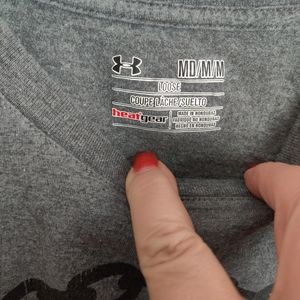 MD/M/M
LOOSE
COUPE LÂCHE/SUELTO
heatgear
MADE IN HONDURAS
FABRIQUÉ AU HONDURAS
HECHO EN HONDURAS